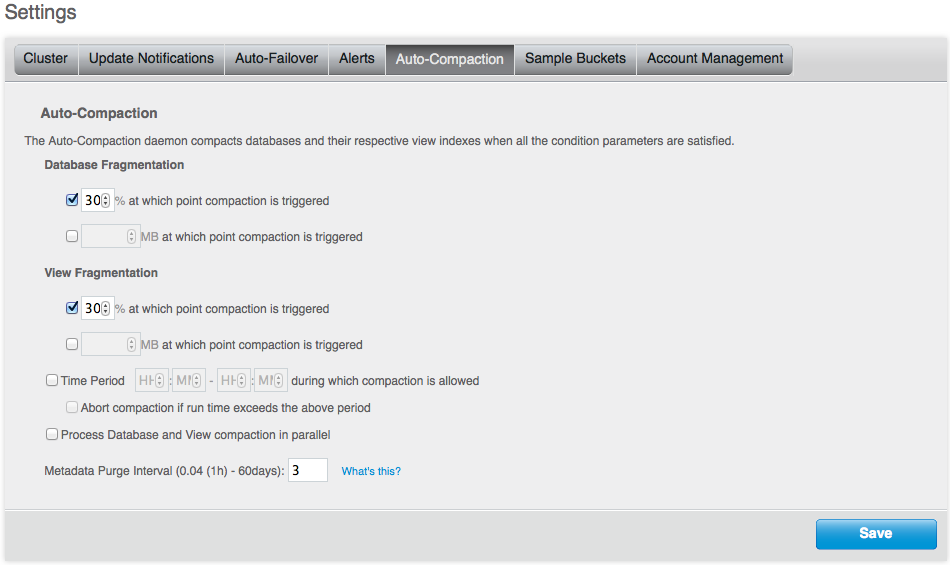 Settings
Cluster Update Notifications Auto-Failover Alerts Auto-Compaction Sample Buckets Account Management
Auto-Compaction
The Auto-Compaction daemon compacts databases and their respective view indexes when all the condition parameters are satisfied.
Database Fragmentation
30 % at which point compaction is triggered
MB at which point compaction is triggered
View Fragmentation
30 % at which point compaction is triggered
MB at which point compaction is triggered
Time Period HH : MM - HH : MM during which compaction is allowed
Abort compaction if run time exceeds the above period
Process Database and View compaction in parallel
Metadata Purge Interval (0.04 (1h) - 60days): 3 What's this?
Save